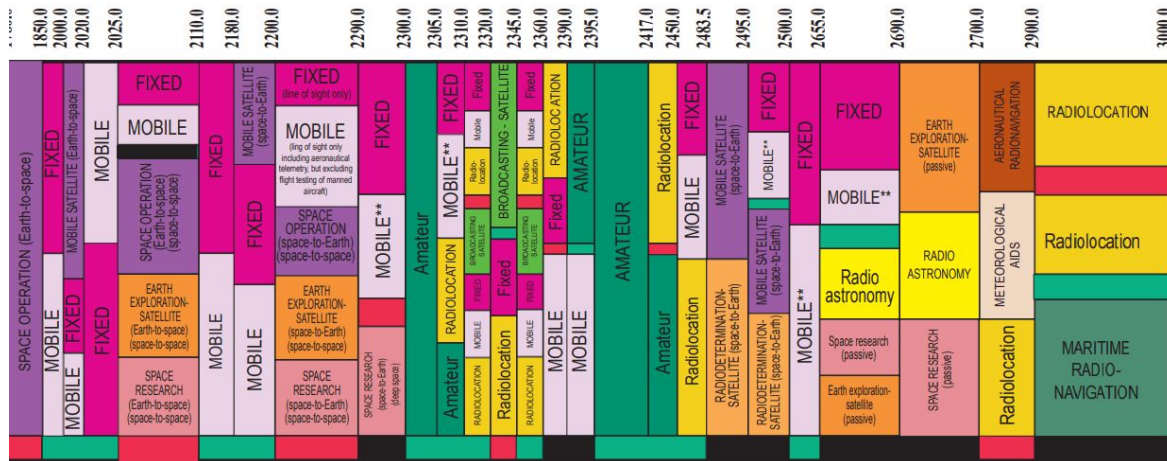 1850.0
2000.0
2020.0
2025.0
2110.0
2180.0
2200.0
2290.0
2300.0
2305.0
2310.0
2320.0
2345.0
2360.0
2390.0
2395.0
2417.0
2450.0
2483.5
2495.0
2500.0
2655.0
2690.0
2700.0
2900.0
3000.0
SPACE OPERATION (Earth-to-space)
FIXED
MOBILE
MOBILE SATELLITE (Earth-to-space)
FIXED
MOBILE
MOBILE
FIXED
FIXED
MOBILE
SPACE OPERATION
(Earth-to-space)
(space-to-space)
EARTH
EXPLORATION-
SATELLITE
(Earth-to-space)
(space-to-space)
SPACE
RESEARCH
(Earth-to-space)
(space-to-space)
FIXED
MOBILE
MOBILE SATELLITE
(space-to-Earth)
FIXED
MOBILE
FIXED
(line of sight only)
MOBILE
(ling of sight only
including aeronautical
telemetry, but excluding
flight testing of manned
aircraft)
SPACE
OPERATION
(space-to-Earth)
(space-to-space)
EARTH
EXPLORATION-
SATELLITE
(space-to-Earth)
(space-to-space)
SPACE
RESEARCH
(space-to-Earth)
(space-to-space)
FIXED
MOBILE**
SPACE RESEARCH
(space-to-Earth)
(deep space)
Amateur
FIXED
MOBILE**
RADIOLOCATION
Amateur
Fixed
Mobile
Radio-
location
BROADCASTING
SATELLITE
FIXED
MOBILE
RADIOLOCATION
BROADCASTING - SATELLITE
Fixed
Radiolocation
Fixed
Mobile
Radio-
location
BROADCASTING
SATELLITE
FIXED
MOBILE
RADIOLOCATION
RADIOLOCATION
Fixed
MOBILE
AMATEUR
MOBILE
AMATEUR
Radiolocation
Amateur
FIXED
MOBILE
Radiolocation
MOBILE SATELLITE
(space-to-Earth)
RADIODETERMINATION-
SATELLITE (space-to-Earth)
FIXED
MOBILE**
MOBILE SATELLITE
(space-to-Earth)
RADIODETERMINATION-
SATELLITE (space-to-Earth)
FIXED
MOBILE**
FIXED
MOBILE**
Radio
astronomy
Space research
(passive)
Earth exploration-
satellite
(passive)
EARTH
EXPLORATION-
SATELLITE
(passive)
RADIO
ASTRONOMY
SPACE RESEARCH
(passive)
AERONAUTICAL
RADIONAVIGATION
METEOROLOGICAL
AIDS
Radiolocation
RADIOLOCATION
Radiolocation
MARITIME
RADIO-
NAVIGATION